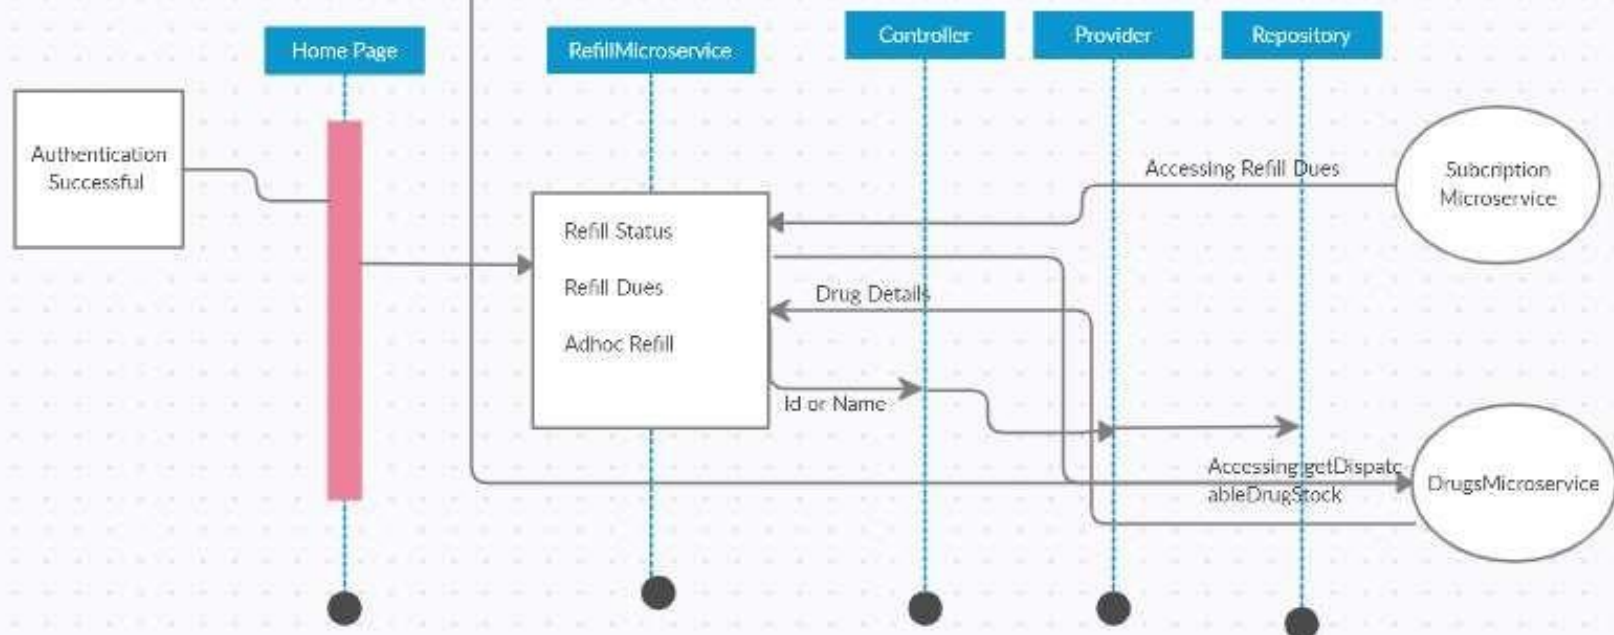 Home Page
RefillMicroservice
Controller
Provider
Repository
Authentication
Successful
Accessing Refill Dues
Subcription
Microservice
Refill Status
Refill Dues
Drug Details
Adhoc Refill
Id or Name
Accessing getDispatc
ableDrugStock
DrugsMicroservice